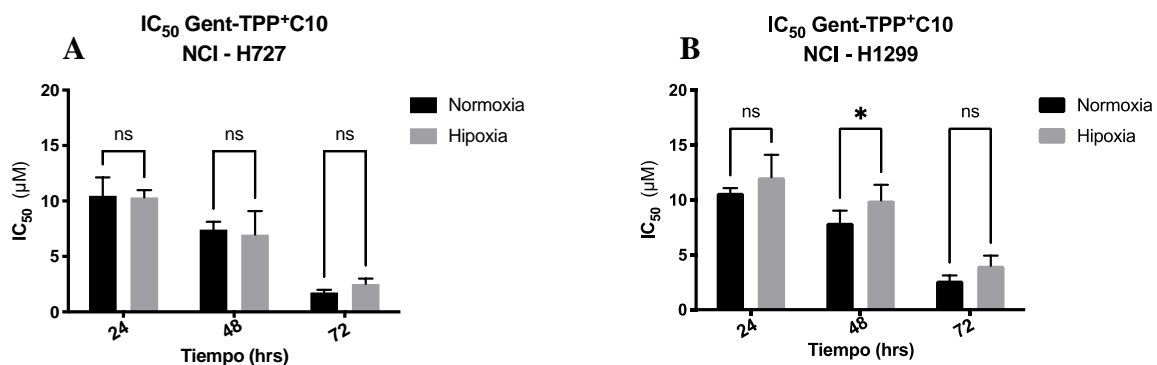 A
IC50 Gent-TPP+C10
NCI - H727
20
15
10
5
0
IC50 (µM)
ns
ns
ns
24
48
72
Tiempo (hrs)
Normoxia
Hipoxia
B
IC50 Gent-TPP+C10
NCI - H1299
20
15
10
5
0
IC50 (µM)
ns
*
ns
24
48
72
Tiempo (hrs)
Normoxia
Hipoxia